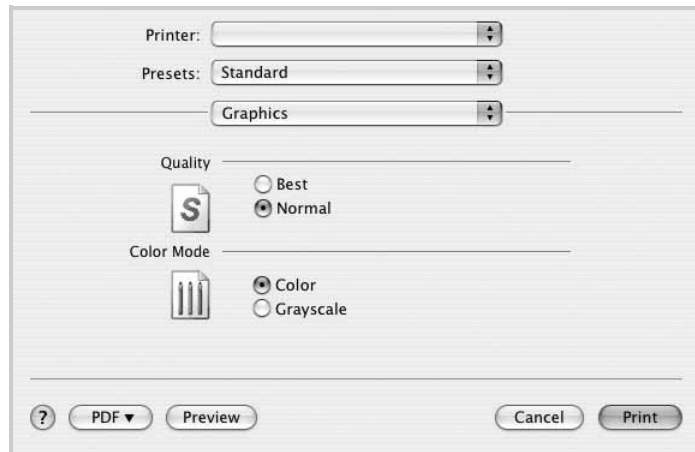 Printer:
Presets: Standard
Graphics
Quality
Best
S
Normal
Color Mode
Color
Grayscale
? PDF▼ Preview Cancel Print